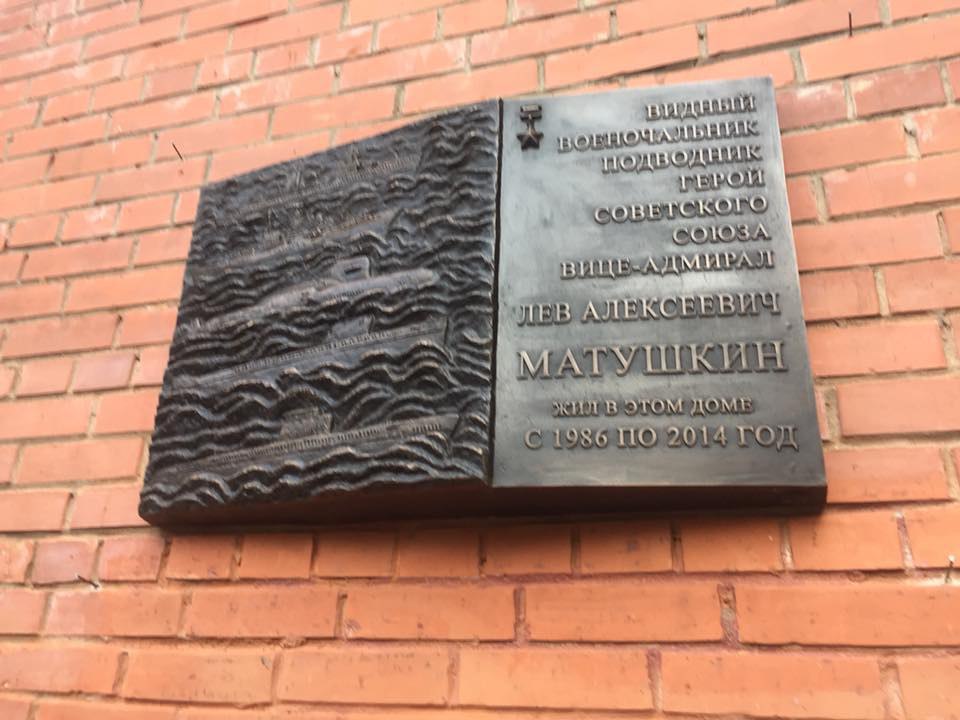 ВИДНЫЙ
ВОЕНОЧАЛЬНИК
ПОДВОДНИК
ГЕРОЙ
СОВЕТСКОГО
СОЮЗА
ВИЦЕ-АДМИРАЛ
ЛЕВ АЛЕКСЕЕВИЧ
МАТУШКИН
ЖИЛ В ЭТОМ ДОМЕ
С 1986 ПО 2014 ГОД